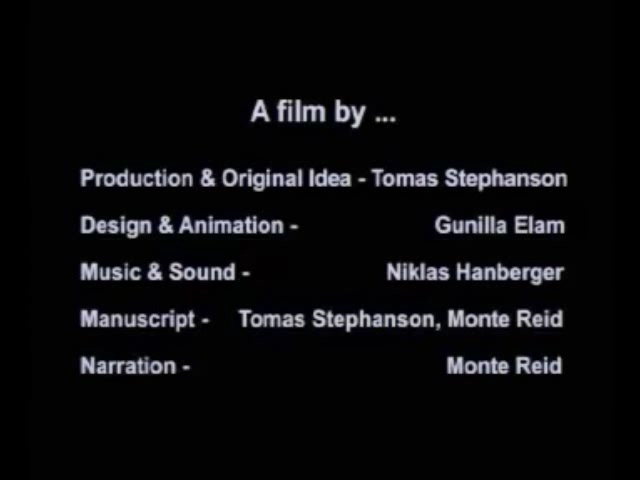 A film by ...
Production & Original Idea - Tomas Stephanson
Design & Animation - Gunilla Elam
Music & Sound - Niklas Hanberger
Manuscript - Tomas Stephanson, Monte Reid
Narration - Monte Reid